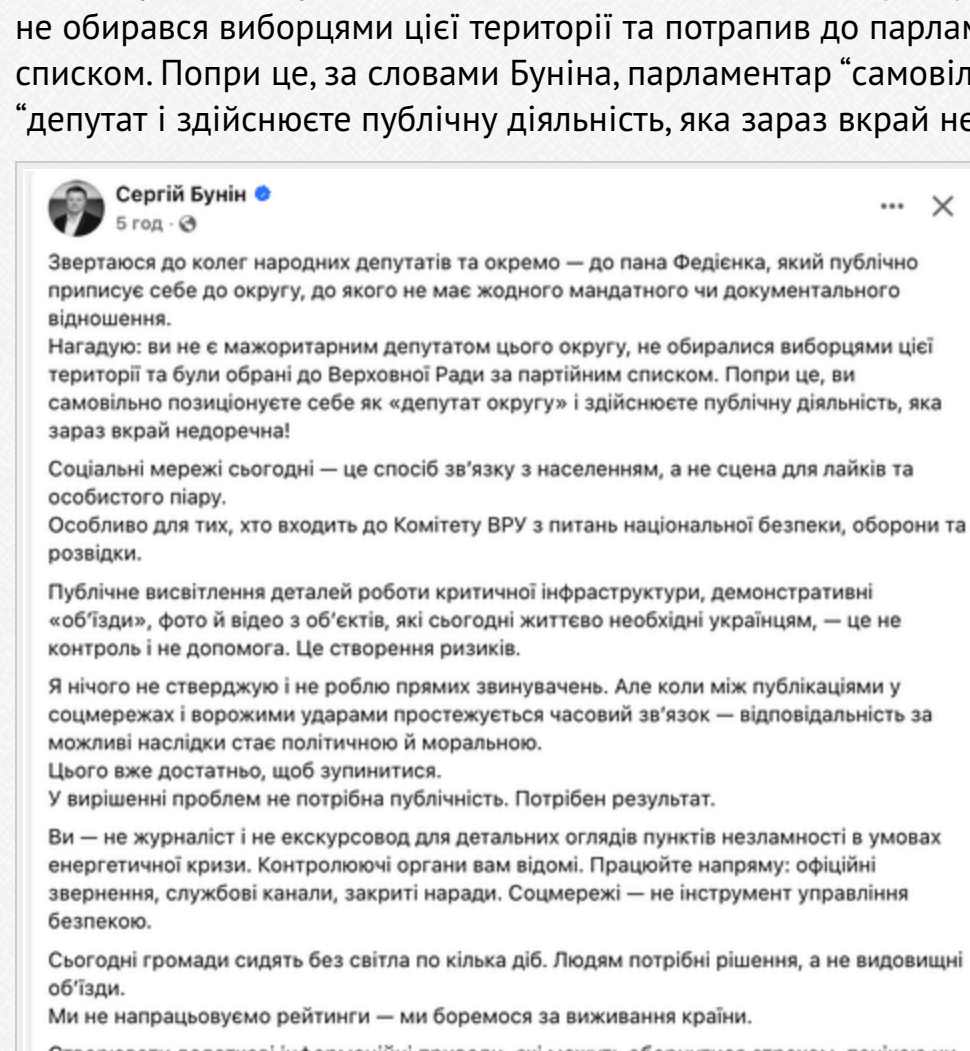 не обирався виборцями цієї території та потрапив до
списком. Попри це, за словами Буніна, парламентар
“депутат і здійснюєте публічну діяльність, яка зараз вкрай
Сергій Бунін
5 год ·
Звертаюся до колег народних депутатів та окремо — до пана Федієнка, який публічно
приписує себе до округу, до якого не має жодного мандатного чи документального
відношення.
Нагадую: ви не є мажоритарним депутатом цього округу, не обиралися виборцями цієї
території та були обрані до Верховної Ради за партійним списком. Попри це, ви
самовільно позиціонуєте себе як «депутат округу» і здійснюєте публічну діяльність, яка
зараз вкрай недоречна!
Соціальні мережі сьогодні — це спосіб зв’язку з населенням, а не сцена для лайків та
особистого піару.
Особливо для тих, хто входить до Комітету ВРУ з питань національної безпеки, оборони та
розвідки.
Публічне висвітлення деталей роботи критичної інфраструктури, демонстративні
«об’їзди», фото й відео з об’єктів, які сьогодні життєво необхідні українцям, — це не
контроль і не допомога. Це створення ризиків.
Я нічого не стверджую і не роблю прямих звинувачень. Але коли між публікаціями у
соцмережах і ворожими ударами простежується часовий зв’язок — відповідальність за
можливі наслідки стає політичною й моральною.
Цього вже достатньо, щоб зупинитися.
У вирішенні проблем не потрібна публічність. Потрібен результат.
Ви — не журналіст і не екскурсовод для детальних оглядів пунктів незламності в умовах
енергетичної кризи. Контролюючі органи вам відомі. Працюйте напряму: офіційні
звернення, службові канали, закриті наради. Соцмережі — не інструмент управління
безпекою.
Сьогодні громади сидять без світла по кілька діб. Людям потрібні рішення, а не видовищні
об’їзди.
Ми не напрацьовуємо рейтинги — ми боремося за виживання країни.